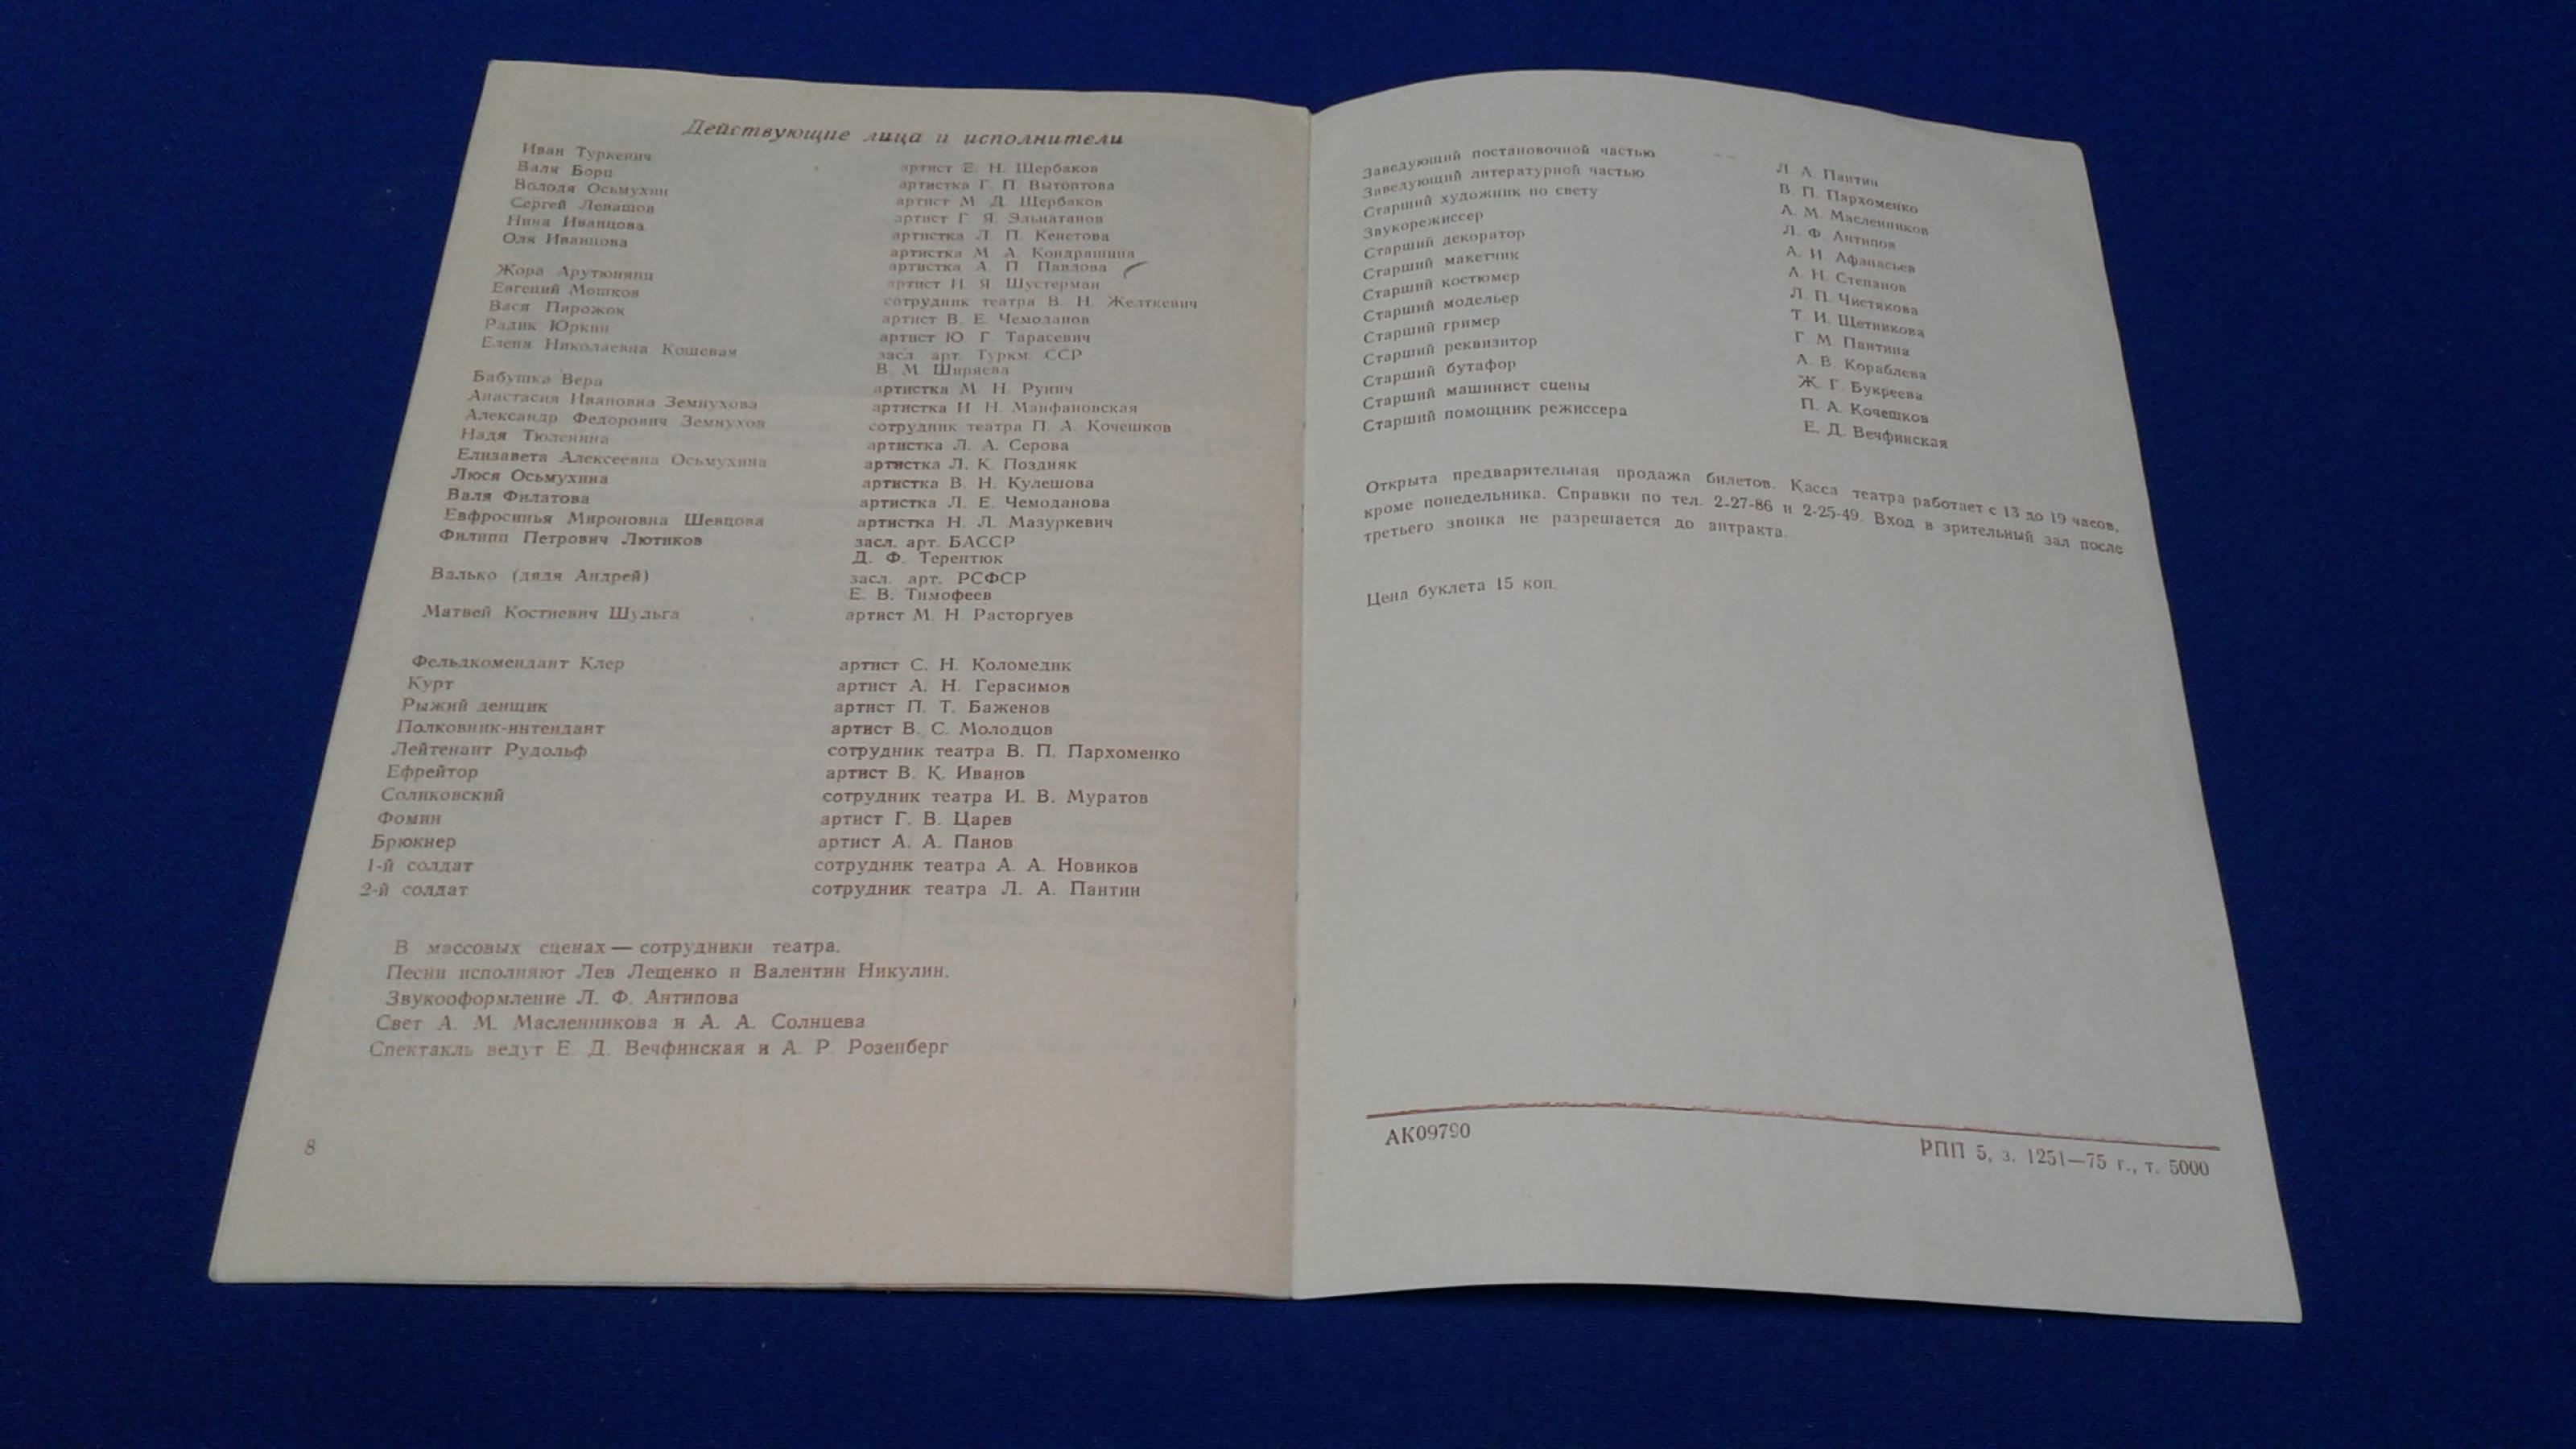 Действующие лица и исполнители
Иван Туркенич артист Е. Н. Щербаков
Валя Борц артистка Г. П. Вытоптова
Володя Осьмухин артист М. Д. Щербаков
Сергей Левашов артист Г. Я. Эльнатанов
Нина Иванцова артистка Л. П. Кенетова
Оля Иванцова артистка М. А. Кондрашина
артистка А. П. Павлова
Жора Арутюнянц артист И. Я. Шустерман
Евгений Мошков сотрудник театра В. Н. Желткевич
Вася Пирожок артист В. Е. Чемоданов
Радик Юркин артист Ю. Г. Тарасевич
Елена Николаевна Кошевая засл. арт. Туркм. ССР
В. М. Ширяева
Бабушка Вера артистка М. Н. Рунич
Анастасия Ивановна Земнухова артистка И. Н. Манфановская
Александр Федорович Земнухов сотрудник театра П. А. Кочешков
Надя Тюленина артистка Л. А. Серова
Елизавета Алексеевна Осьмухина артистка Л. К. Поздняк
Люся Осьмухина артистка В. Н. Кулешова
Валя Филатова артистка Л. Е. Чемоданова
Евфросинья Мироновна Шевцова артистка Н. Л. Мазуркевич
Филипп Петрович Лютиков засл. арт. БАССР
Д. Ф. Терентюк
Валько (дядя Андрей) засл. арт. РСФСР
Е. В. Тимофеев
Матвей Костиевич Шульга артист М. Н. Расторгуев
Фельдкомендант Клер артист С. Н. Коломедик
Курт артист А. Н. Герасимов
Рыжий денщик артист П. Т. Баженов
Полковник-интендант артист В. С. Молодцов
Лейтенант Рудольф сотрудник театра В. П. Пархоменко
Ефрейтор артист В. К. Иванов
Соликовский сотрудник театра И. В. Муратов
Фомин артист Г. В. Царев
Брюкнер артист А. А. Панов
1-й солдат сотрудник театра А. А. Новиков
2-й солдат сотрудник театра Л. А. Пантин
В массовых сценах — сотрудники театра.
Песни исполняют Лев Лещенко и Валентин Никулин.
Звукооформление Л. Ф. Антипова
Свет А. М. Масленникова и А. А. Солнцева
Спектакль ведут Е. Д. Вечфинская и А. Р. Розенберг
8
Заведующий постановочной частью Л. А. Пантин
Заведующий литературной частью В. П. Пархоменко
Старший художник по свету А. М. Масленников
Звукорежиссер Л. Ф. Антипов
Старший декоратор А. И. Афанасьев
Старший макетчик А. Н. Степанов
Старший костюмер Л. П. Чистякова
Старший модельер Т. И. Щетникова
Старший гример Г. М. Пантина
Старший реквизитор А. В. Кораблева
Старший бутафор Ж. Г. Букреева
Старший машинист сцены П. А. Кочешков
Старший помощник режиссера Е. Д. Вечфинская
Открыта предварительная продажа билетов. Касса театра работает с 13 до 19 часов,
кроме понедельника. Справки по тел. 2-27-86 и 2-25-49. Вход в зрительный зал после
третьего звонка не разрешается до антракта.
Цена буклета 15 коп.
АК09790
РПП 5, з. 1251—75 г., т. 5000